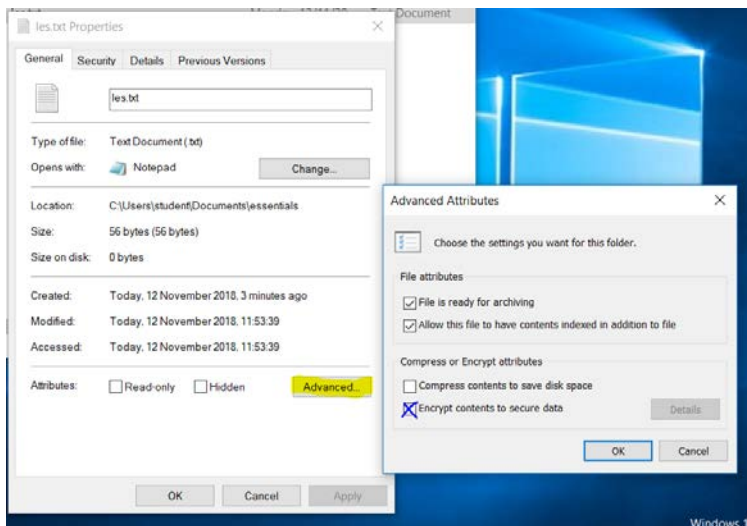 Text Document
les.txt Properties
General Security Details Previous Versions
les.txt
Type of file: Text Document (.txt)
Opens with: Notepad Change...
Location: C:\Users\student\Documents\essentials
Size: 56 bytes (56 bytes)
Size on disk: 0 bytes
Created: Today, 12 November 2018, 3 minutes ago
Modified: Today, 12 November 2018, 11:53:39
Accessed: Today, 12 November 2018, 11:53:39
Attributes: Read-only Hidden Advanced...
OK Cancel Apply
Advanced Attributes
Choose the settings you want for this folder.
File attributes
File is ready for archiving
Allow this file to have contents indexed in addition to file
Compress or Encrypt attributes
Compress contents to save disk space
Encrypt contents to secure data Details
OK Cancel
Windows